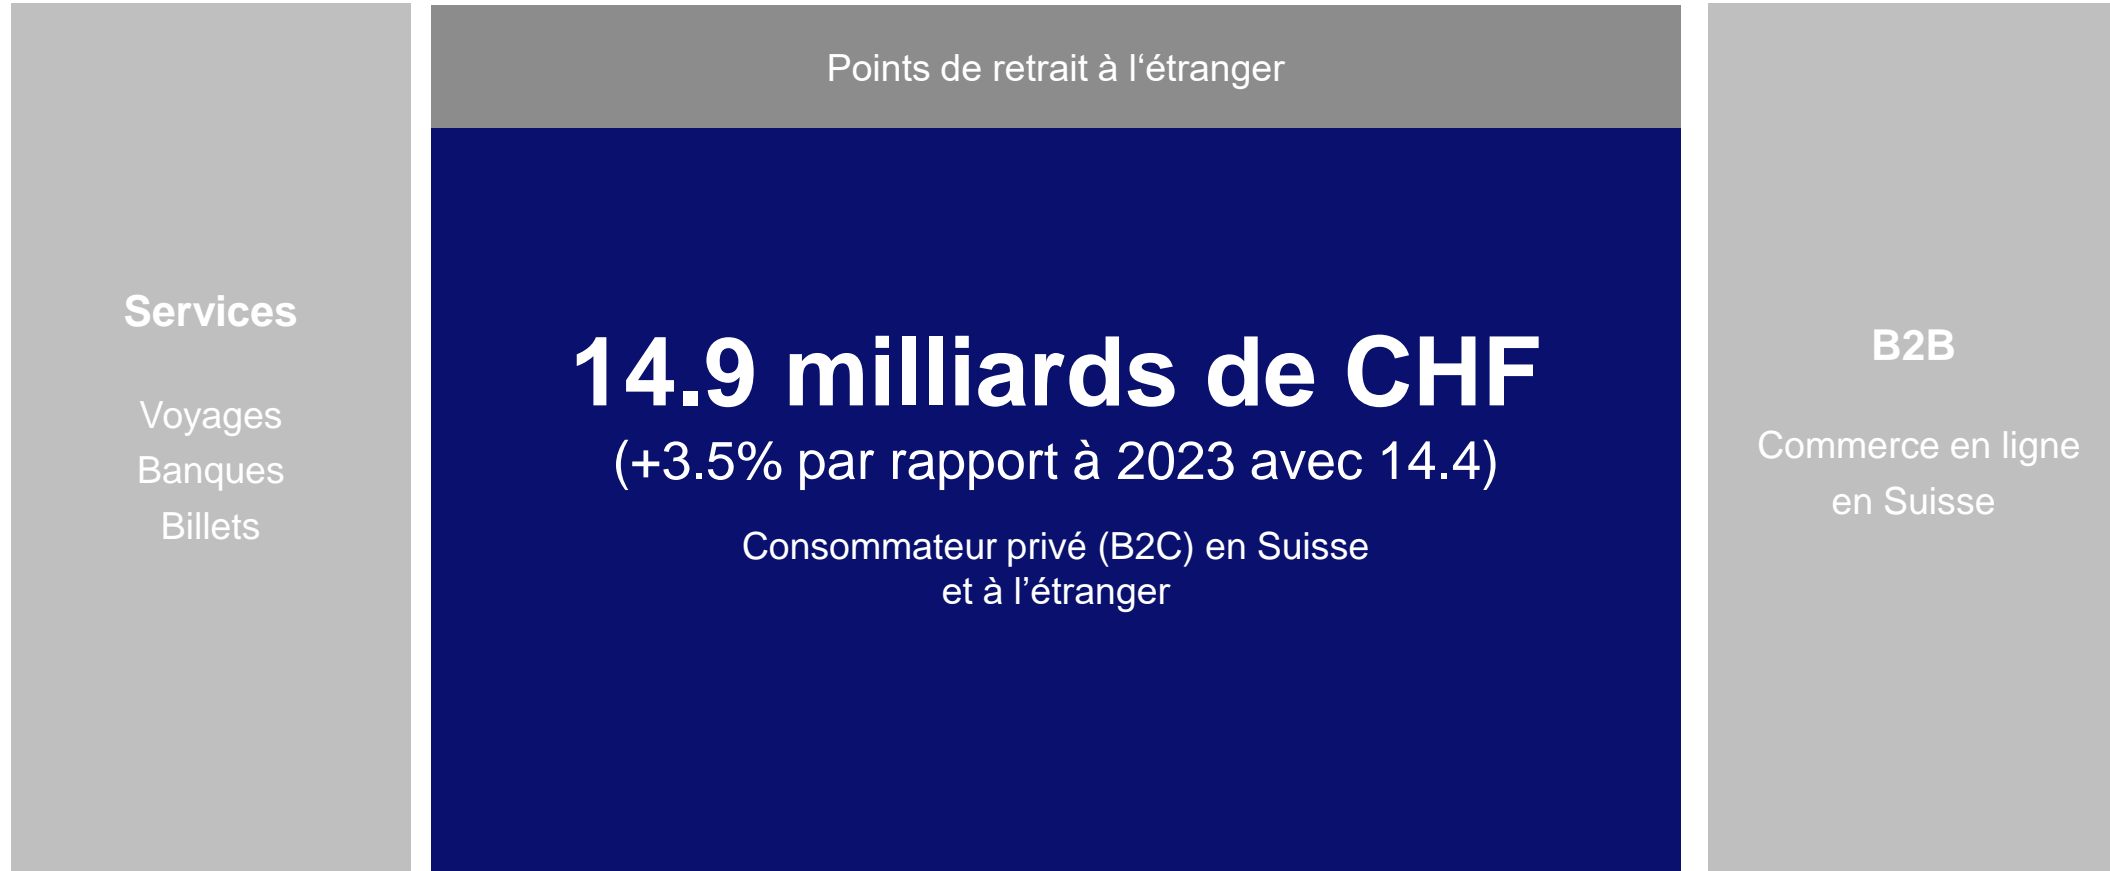 Services
Voyages
Banques
Billets
Points de retrait à l‘étranger
14.9 milliards de CHF
(+3.5% par rapport à 2023 avec 14.4)
Consommateur privé (B2C) en Suisse
et à l’étranger
B2B
Commerce en ligne
en Suisse